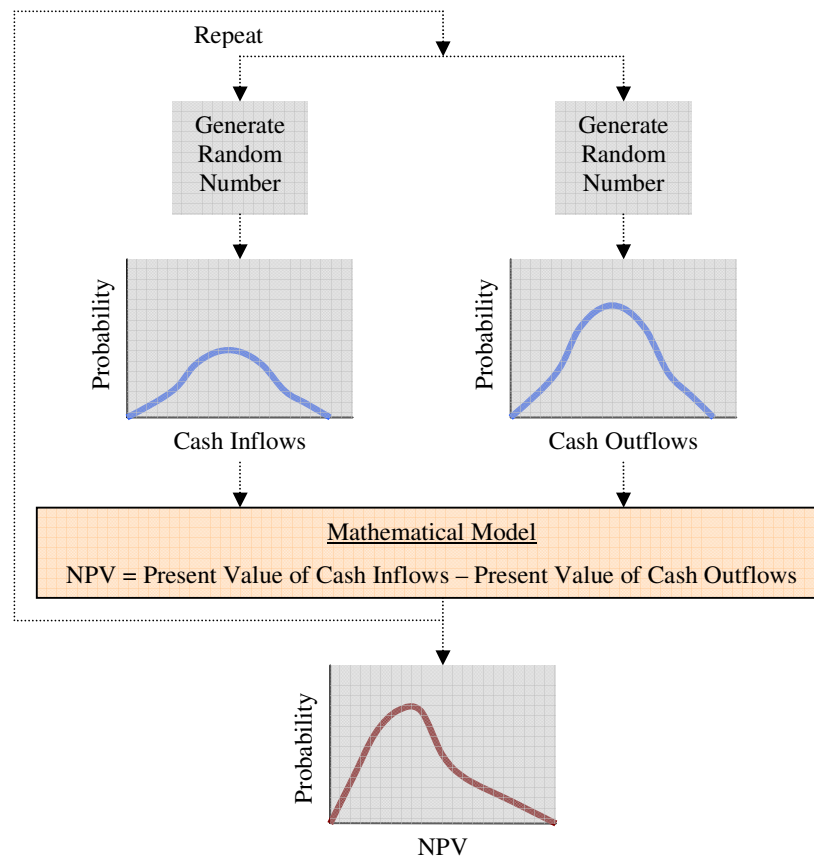 Repeat
Generate
Random
Number
Generate
Random
Number
Probability
Cash Inflows
Probability
Cash Outflows
Mathematical Model
NPV = Present Value of Cash Inflows – Present Value of Cash Outflows
Probability
NPV